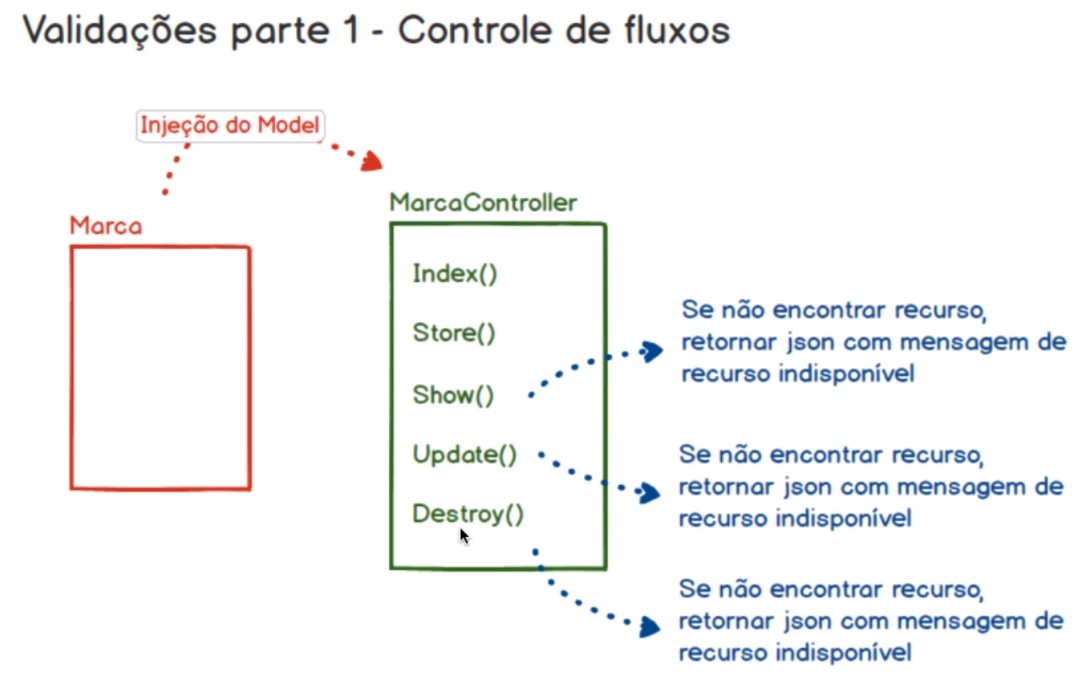 Validações parte 1 - Controle de fluxos
Injeção do Model
Marca
MarcaController
Index()
Store()
Show()
Update()
Destroy()
Se não encontrar recurso,
retornar json com mensagem de
recurso indisponível
Se não encontrar recurso,
retornar json com mensagem de
recurso indisponível
Se não encontrar recurso,
retornar json com mensagem de
recurso indisponível